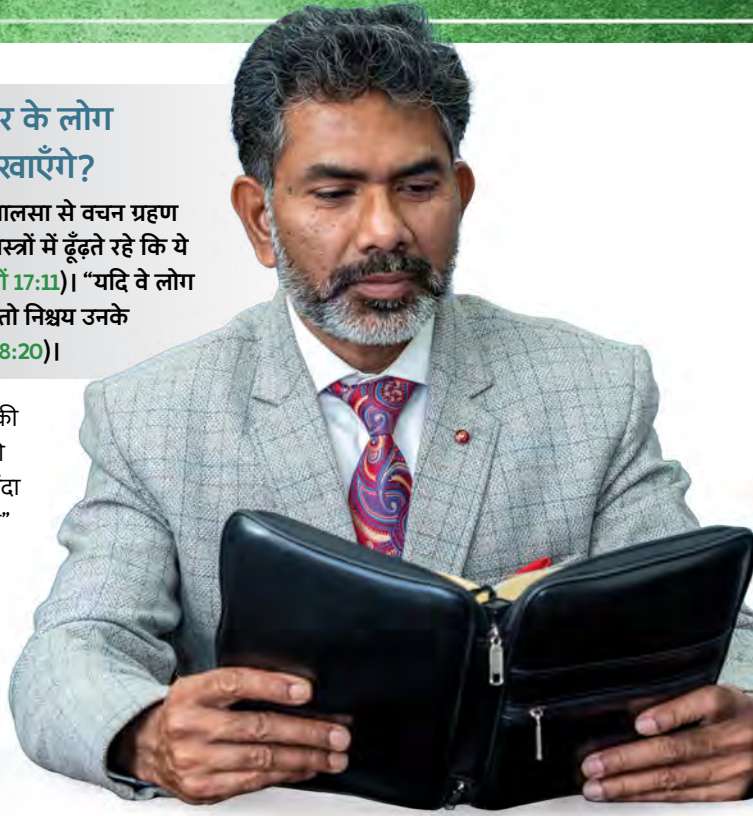 र के लोग
खाएँगे?
ालसा से वचन ग्रहण
स्त्रों में ढूँढ़ते रहे कि ये
ों 17:11)। “यदि वे लोग
तो निश्चय उनके
8:20)।
की
ी
ंदा
”